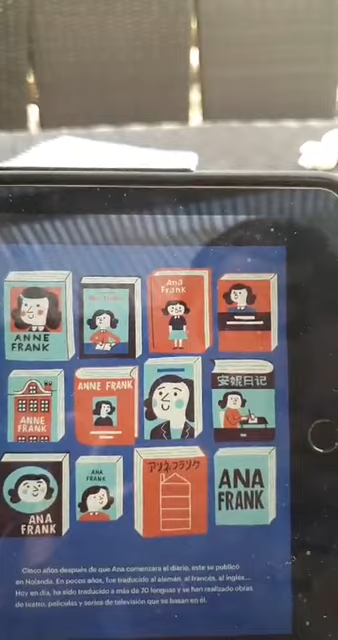 ANNE
FRANK
Ana
Frank
ANNE
FRANK
ANNE FRANK
安妮日记
ANA
FRANK
ANA
FRANK
アンネフランク
ANA
FRANK
Cinco años después de que Ana comenzara el diario, este se publicó
en Holanda. En pocos años, fue traducido al alemán, al francés, al inglés...
Hoy en día, ha sido traducido a más de 70 lenguas y se han realizado obras
de teatro, películas y series de televisión que se basan en él.